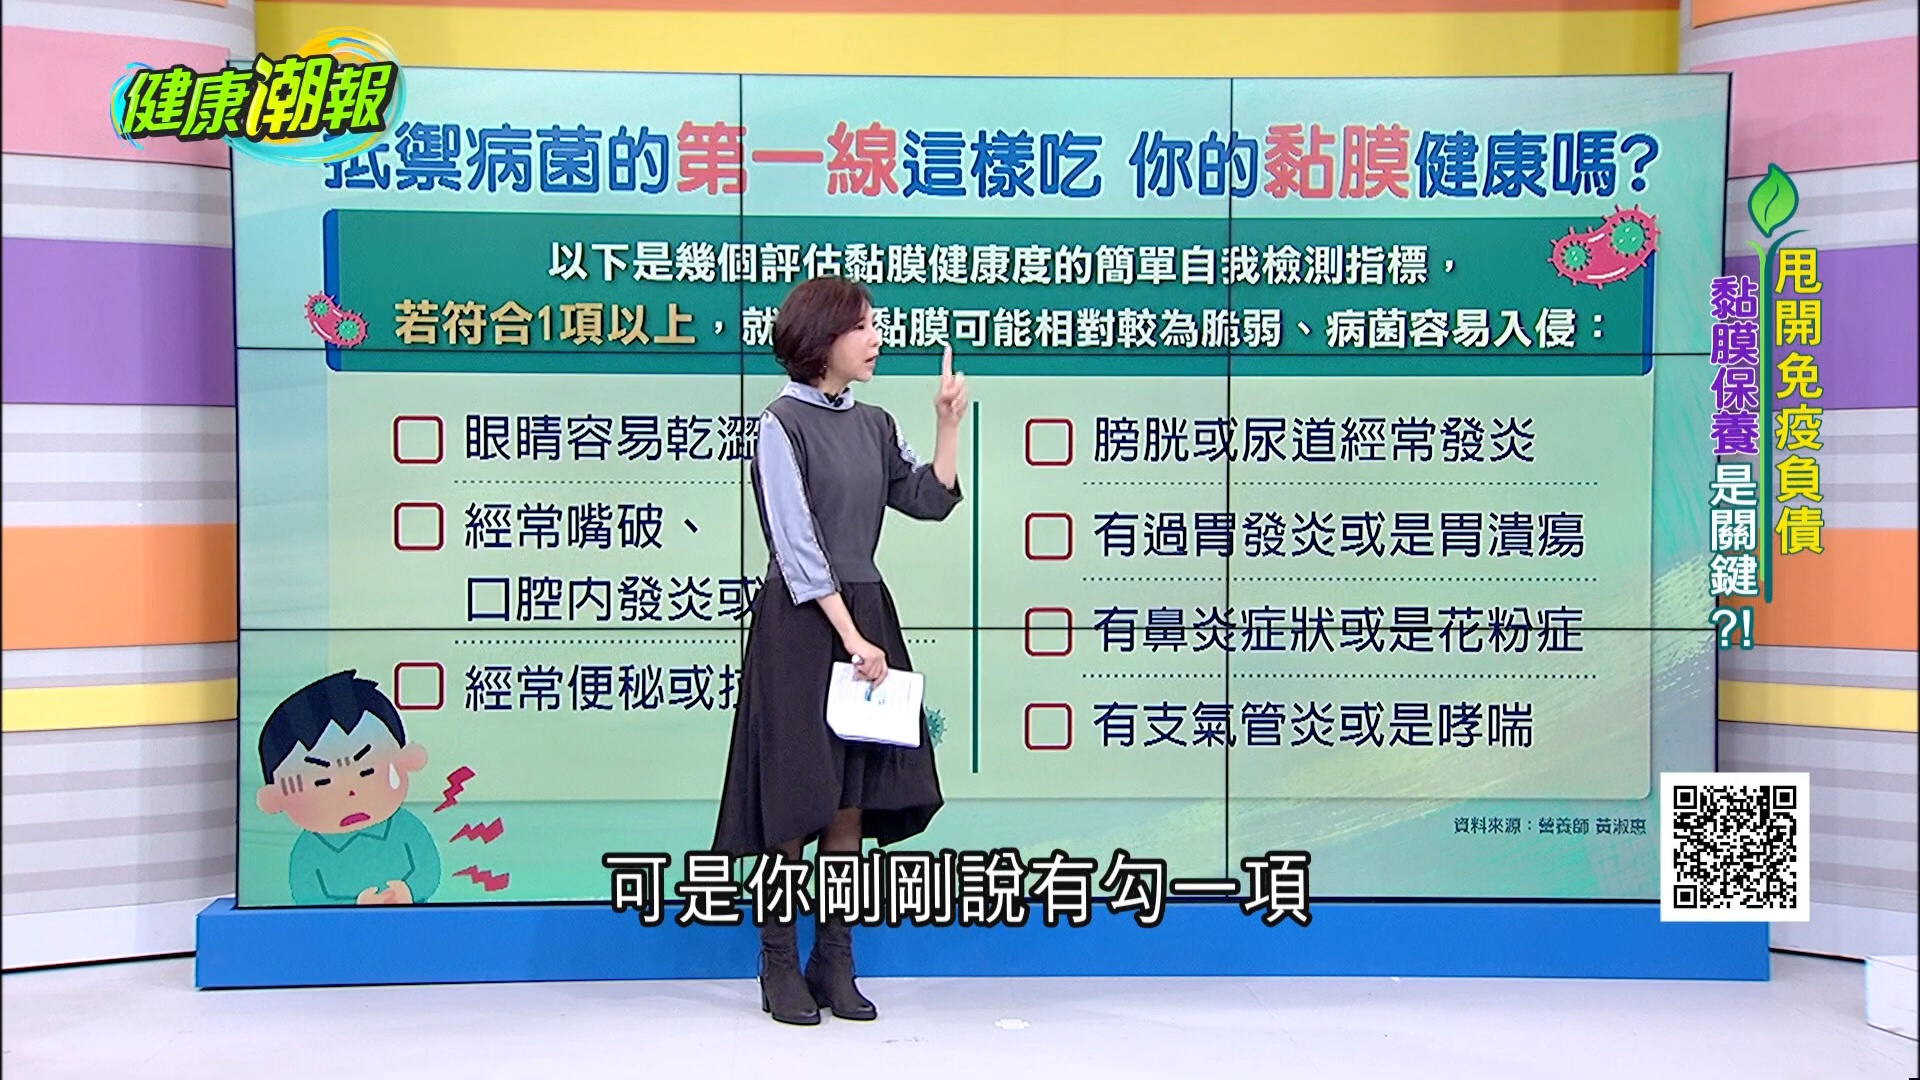 健康潮報
抵禦病菌的第一線這樣吃 你的黏膜健康嗎?
以下是幾個評估黏膜健康度的簡單自我檢測指標，
若符合1項以上，就 黏膜可能相對較為脆弱、病菌容易入侵：
眼睛容易乾澀
經常嘴破、
口腔內發炎或
經常便秘或拉
膀胱或尿道經常發炎
有過胃發炎或是胃潰瘍
有鼻炎症狀或是花粉症
有支氣管炎或是哮喘
資料來源：營養師 黃淑惠
甩開免疫負債
黏膜保養是關鍵?!
可是你剛剛說有勾一項